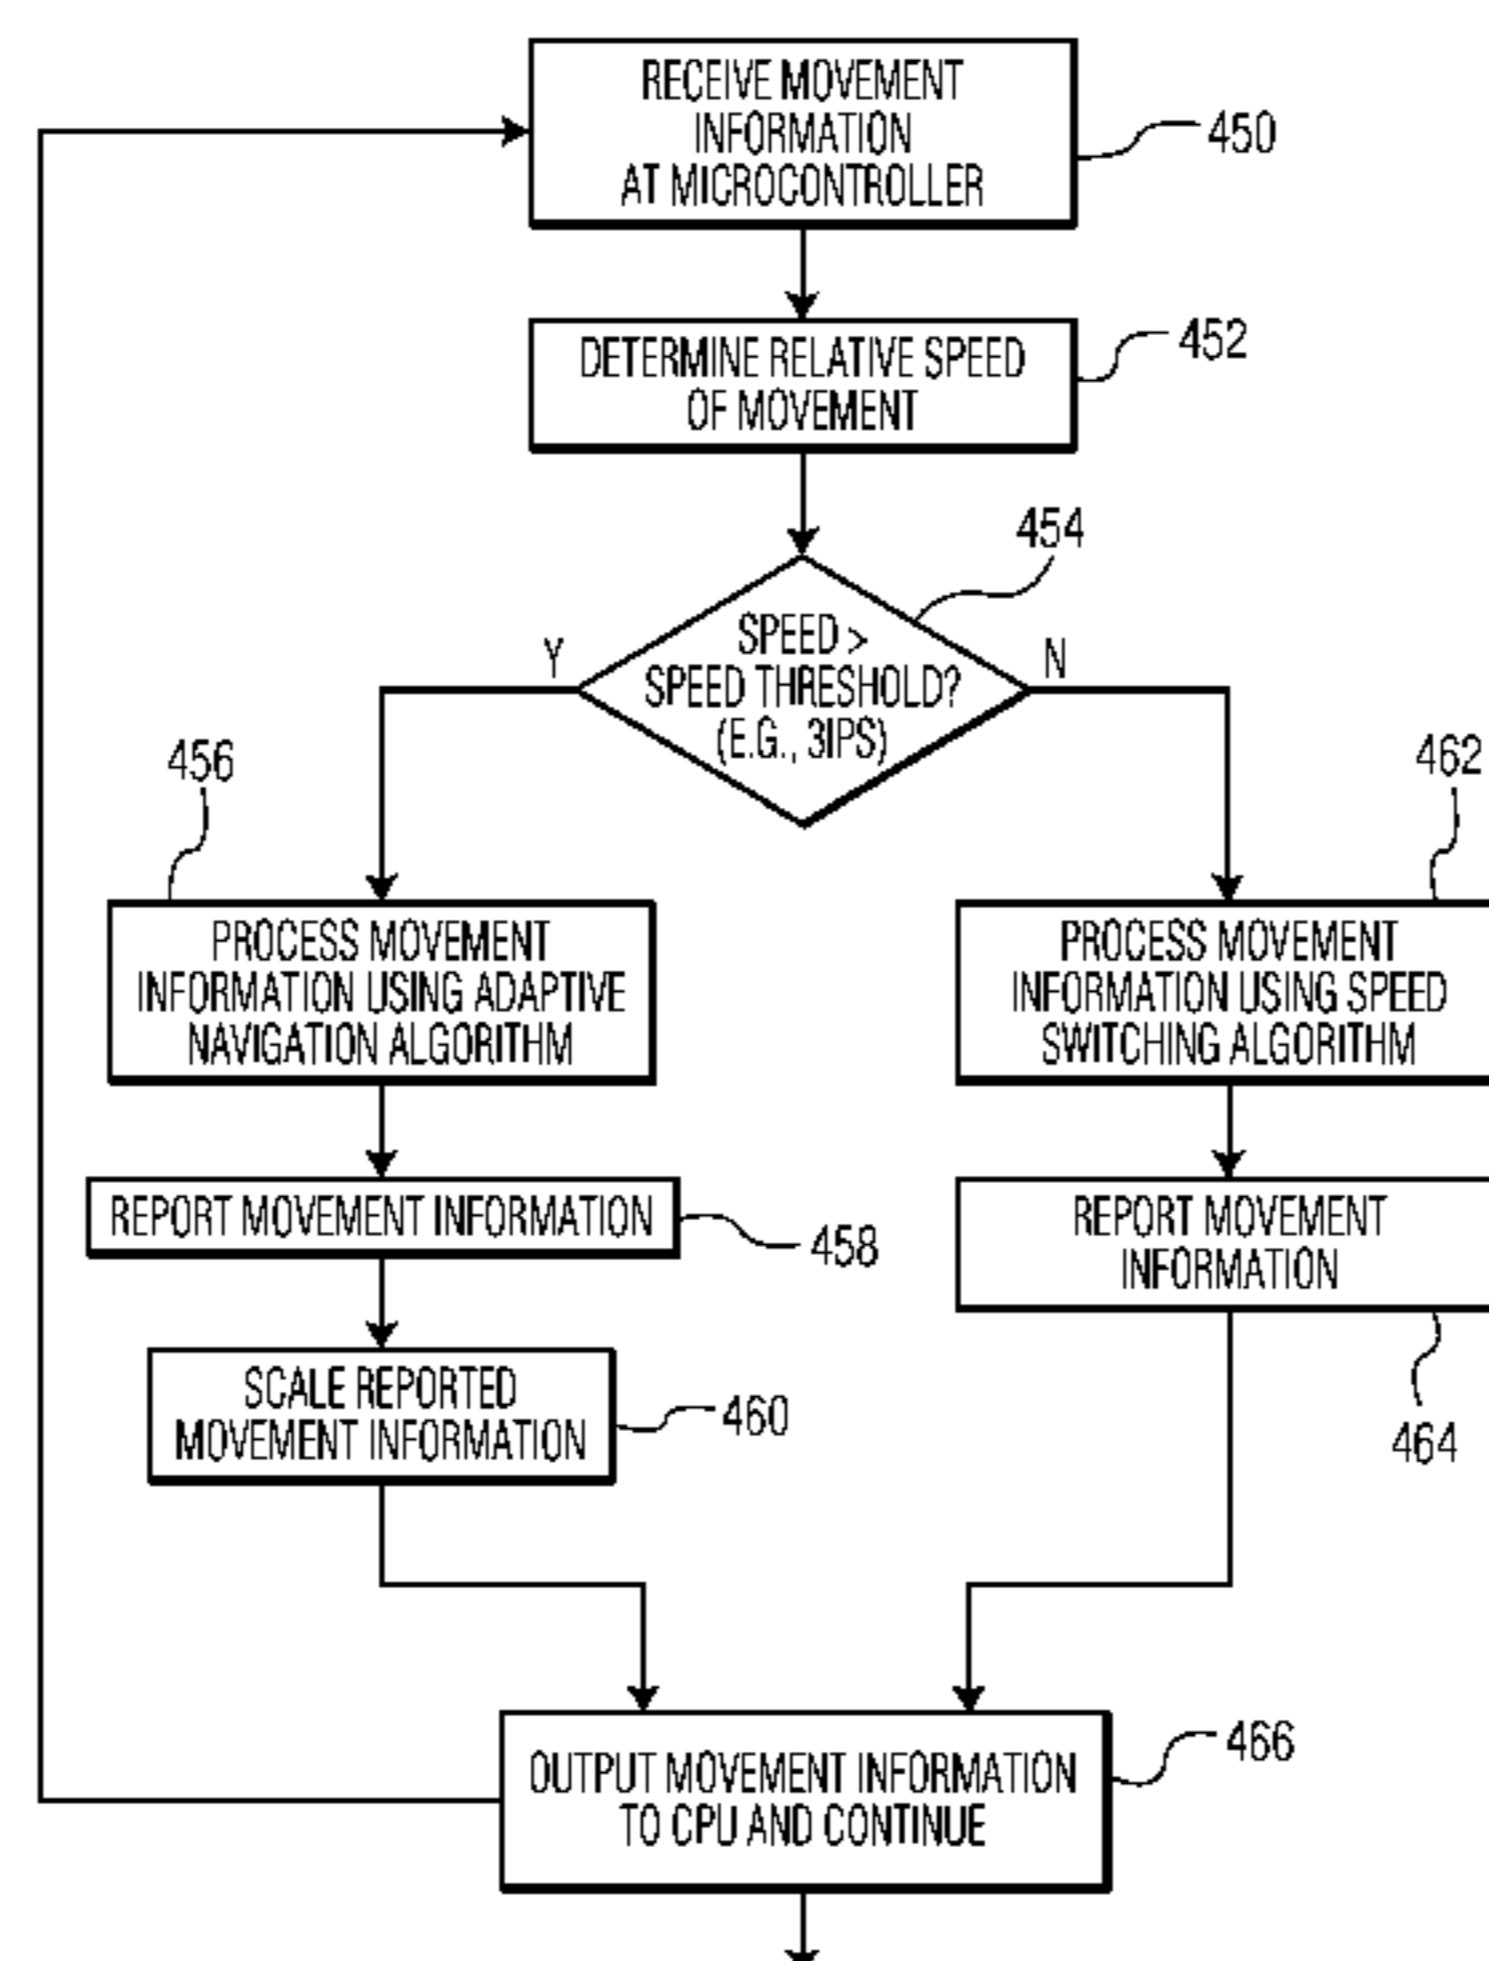 RECEIVE MOVEMENT
INFORMATION
AT MICROCONTROLLER
450
DETERMINE RELATIVE SPEED
OF MOVEMENT
452
454
SPEED >
SPEED THRESHOLD?
(E.G., 3IPS)
Y
N
456
462
PROCESS MOVEMENT
INFORMATION USING ADAPTIVE
NAVIGATION ALGORITHM
PROCESS MOVEMENT
INFORMATION USING SPEED
SWITCHING ALGORITHM
REPORT MOVEMENT INFORMATION
458
REPORT MOVEMENT
INFORMATION
464
SCALE REPORTED
MOVEMENT INFORMATION
460
OUTPUT MOVEMENT INFORMATION
TO CPU AND CONTINUE
466